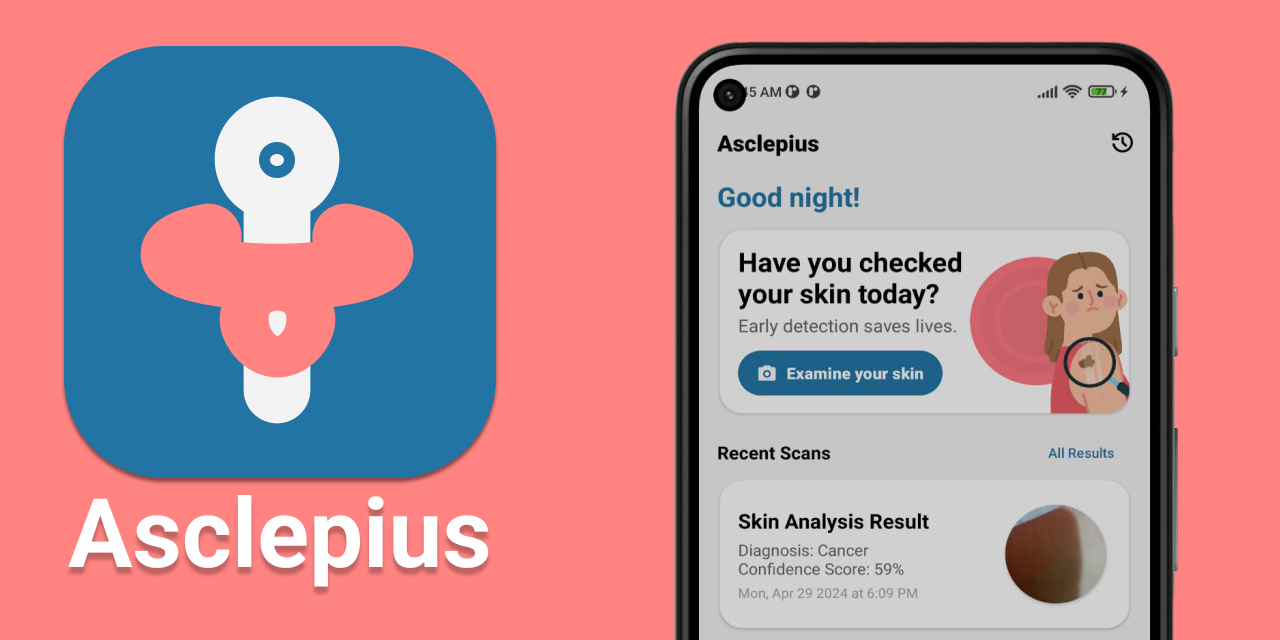 Asclepius
45 AM
77
Asclepius
Good night!
Have you checked
your skin today?
Early detection saves lives.
Examine your skin
Recent Scans
All Results
Skin Analysis Result
Diagnosis: Cancer
Confidence Score: 59%
Mon, Apr 29 2024 at 6:09 PM